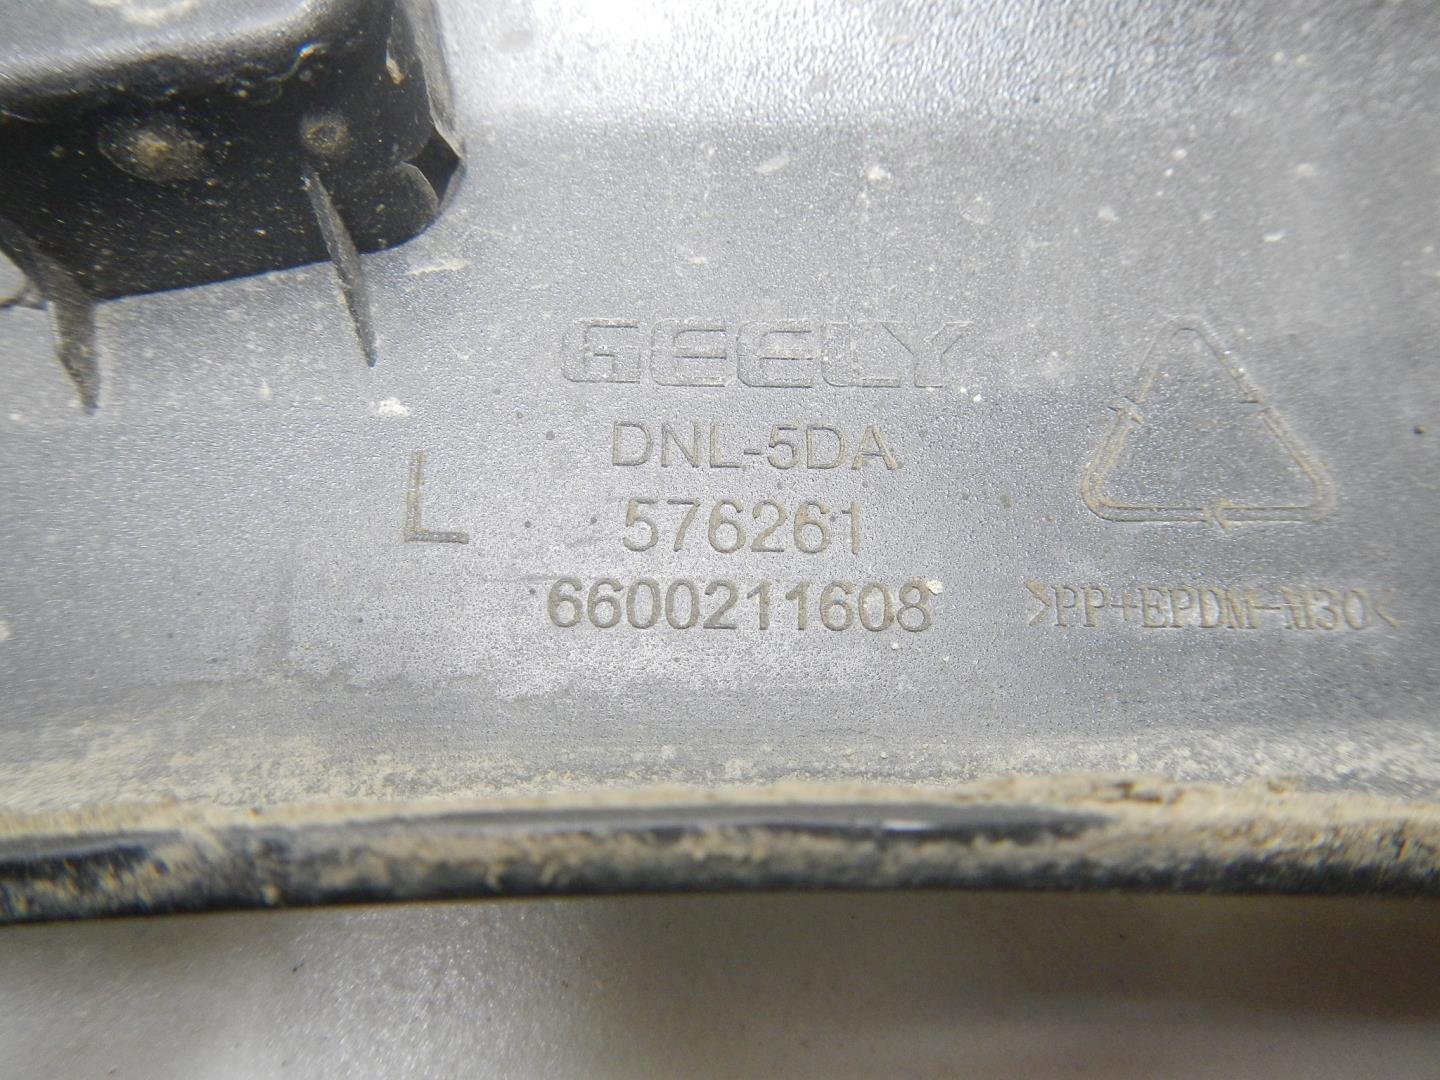 GEELY
DNL-5DA
L
576261
6600211608
>PP+EPDM-M30<